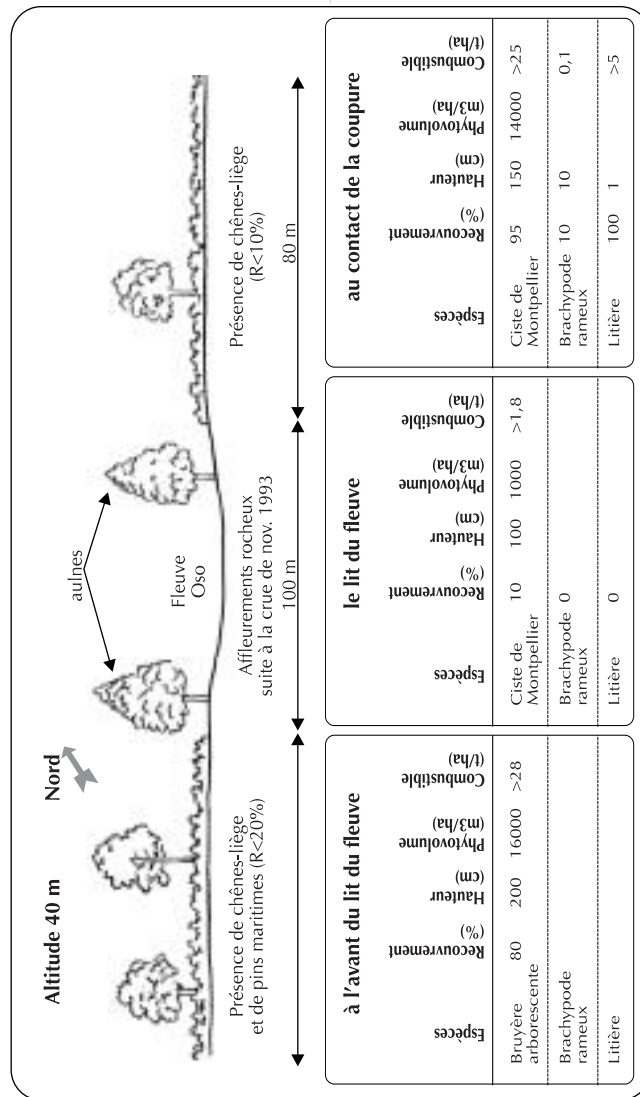 Altitude 40 m
Nord
aulnes
Fleuve
Oso
Présence de chênes-liège
et de pins maritimes (R<20%)
Affleurements rocheux
suite à la crue de nov. 1993
100 m
Présence de chênes-liège
(R<10%)
80 m
à l'avant du lit du fleuve
Espèces Recouvrement (%) Hauteur (cm) Phytovolume (m3/ha) Combustible (t/ha)
Bruyère 80 200 16000 >28
arborescente
Brachypode
rameux
Litière
le lit du fleuve
Espèces Recouvrement (%) Hauteur (cm) Phytovolume (m3/ha) Combustible (t/ha)
Ciste de 10 100 1000 >1,8
Montpellier
Brachypode 0
rameux
Litière 0
au contact de la coupure
Espèces Recouvrement (%) Hauteur (cm) Phytovolume (m3/ha) Combustible (t/ha)
Ciste de 95 150 14000 >25
Montpellier
Brachypode 10 10 0,1
rameux
Litière 100 1 >5